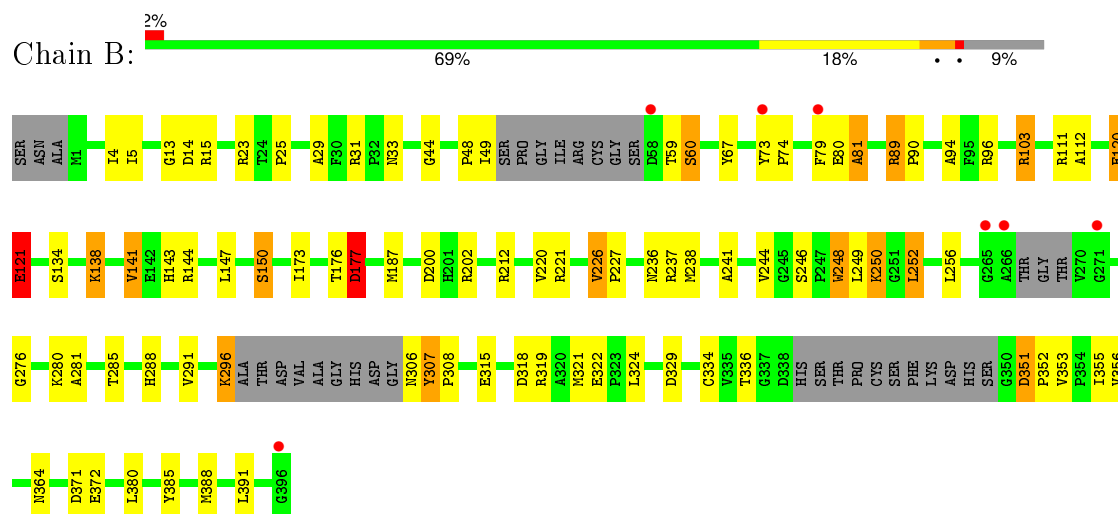 2%
Chain B:
69% 18% • • 9%
SER ASN ALA M1 I4 I5 G13 D14 R15 R23 T24 P25 A29 F30 R31 P32 N33 G44 P48 I49 SER PRO GLY ILE ARG CYS GLY SER D58 T59 S60 Y67 Y73 P74 F79 E80 A81 R89 P90 A94 F95 R96 R103 R111 A112 E120
E121 S134 K138 V141 E142 H143 R144 L147 S150 I173 T176 D177 M187 D200 H201 R202 R212 V220 R221 V226 P227 N236 R237 M238 A241 V244 G245 S246 P247 W248 L249 K250 G251 L252 L256 G265 A266 THR GLY THR V270 G271
G276 K280 A281 T285 H288 V291 K296 ALA THR ASP VAL ALA GLY HIS ASP GLY N306 Y307 P308 E315 D318 R319 A320 M321 E322 P323 L324 D329 C334 V335 T336 G337 D338 HIS SER THR PRO CYS SER PHE LYS ASP HIS SER G350 D351 P352 V353 P354 I355 V356
N364 D371 E372 L380 Y385 M388 L391 G396